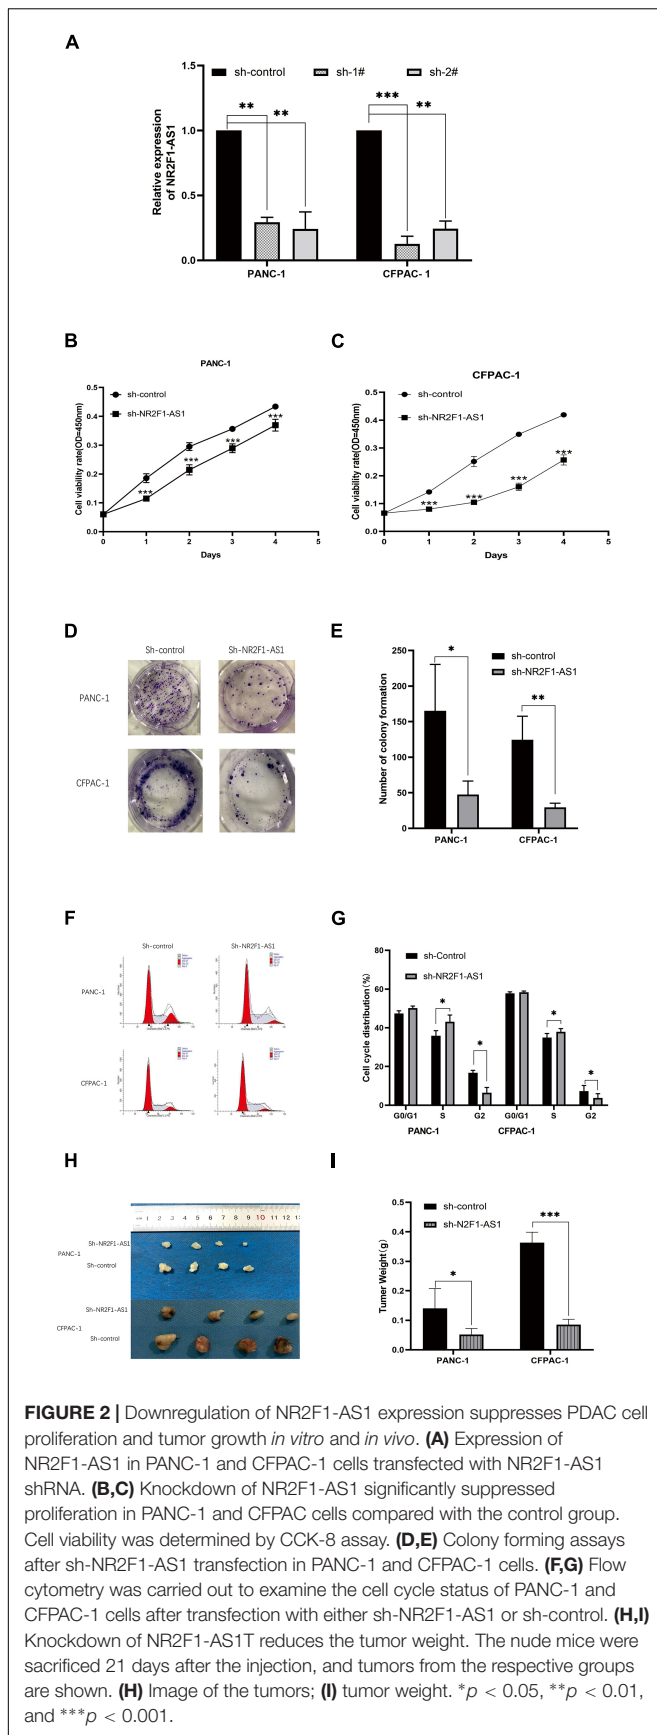 A
sh-control sh-1# sh-2#
Relative expression
of NR2F1-AS1
1.5
1.0
0.5
0.0
** ** *** **
PANC-1 CFPAC- 1
B
PANC-1
sh-control
sh-NR2F1-AS1
Cell viability rate(OD=450nm)
0.5
0.4
0.3
0.2
0.1
0.0
*** *** *** ***
0 1 2 3 4 5
Days
C
CFPAC-1
sh-control
sh-NR2F1-AS1
Cell viability rate(OD=450nm)
0.5
0.4
0.3
0.2
0.1
0.0
*** *** *** ***
0 1 2 3 4 5
Days
D
Sh-control Sh-NR2F1-AS1
PANC-1
CFPAC-1
E
sh-control
sh-NR2F1-AS1
Number of colony formation
250
200
150
100
50
0
* **
PANC-1 CFPAC-1
F
Sh-control Sh-NR2F1-AS1
PANC-1
CFPAC-1
G
sh-Control
sh-NR2F1-AS1
Cell cycle distribution(%)
80
60
40
20
0
* * * *
G0/G1 S G2 G0/G1 S G2
PANC-1 CFPAC-1
H
1 2 3 4 5 6 7 8 9 10 11 12 13
Sh-NR2F1-AS1
PANC-1
Sh-control
Sh-NR2F1-AS1
CFPAC-1
Sh-control
I
sh-control
sh-N2F1-AS1
Tumer Weight(g)
0.5
0.4
0.3
0.2
0.1
0.0
* ***
PANC-1 CFPAC-1
FIGURE 2 | Downregulation of NR2F1-AS1 expression suppresses PDAC cell
proliferation and tumor growth in vitro and in vivo. (A) Expression of
NR2F1-AS1 in PANC-1 and CFPAC-1 cells transfected with NR2F1-AS1
shRNA. (B,C) Knockdown of NR2F1-AS1 significantly suppressed
proliferation in PANC-1 and CFPAC cells compared with the control group.
Cell viability was determined by CCK-8 assay. (D,E) Colony forming assays
after sh-NR2F1-AS1 transfection in PANC-1 and CFPAC-1 cells. (F,G) Flow
cytometry was carried out to examine the cell cycle status of PANC-1 and
CFPAC-1 cells after transfection with either sh-NR2F1-AS1 or sh-control. (H,I)
Knockdown of NR2F1-AS1T reduces the tumor weight. The nude mice were
sacrificed 21 days after the injection, and tumors from the respective groups
are shown. (H) Image of the tumors; (I) tumor weight. *p < 0.05, **p < 0.01,
and ***p < 0.001.